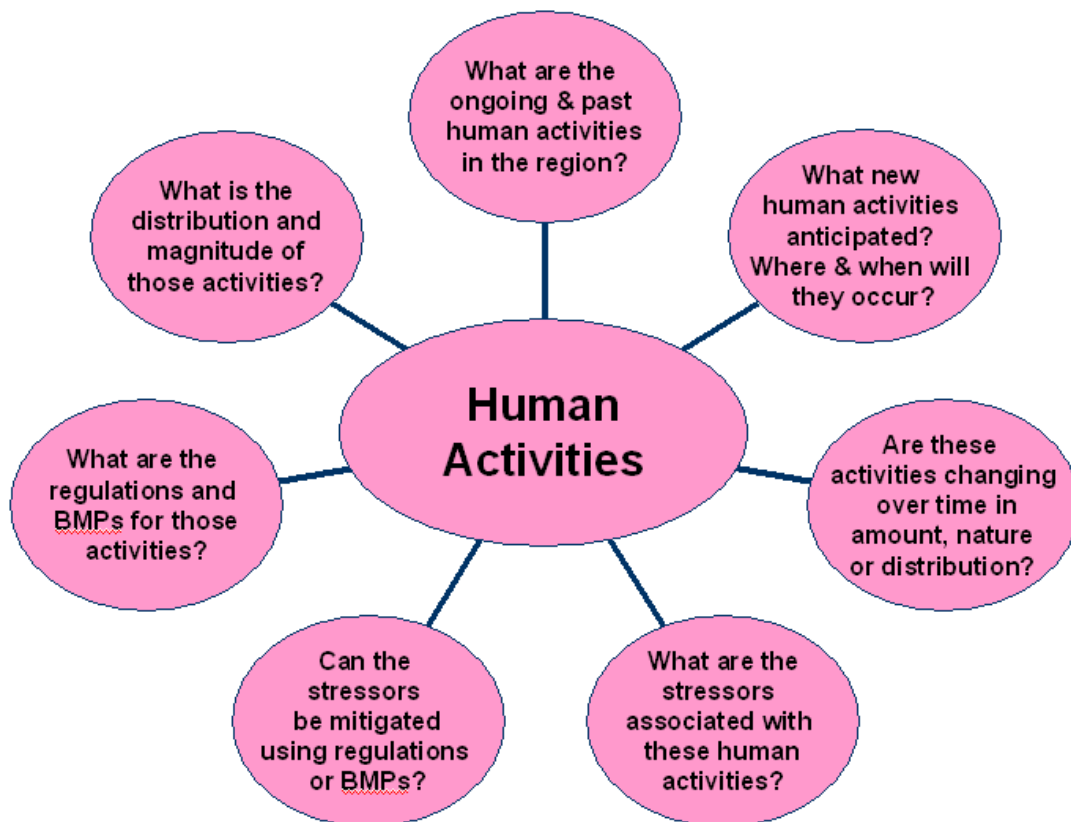 What are the
ongoing & past
human activities
in the region?
What new
human activities
anticipated?
Where & when will
they occur?
Are these
activities changing
over time in
amount, nature
or distribution?
What are the
stressors
associated with
these human
activities?
Can the
stressors
be mitigated
using regulations
or BMPs?
What are the
regulations and
BMPs for those
activities?
What is the
distribution and
magnitude of
those activities?
Human
Activities